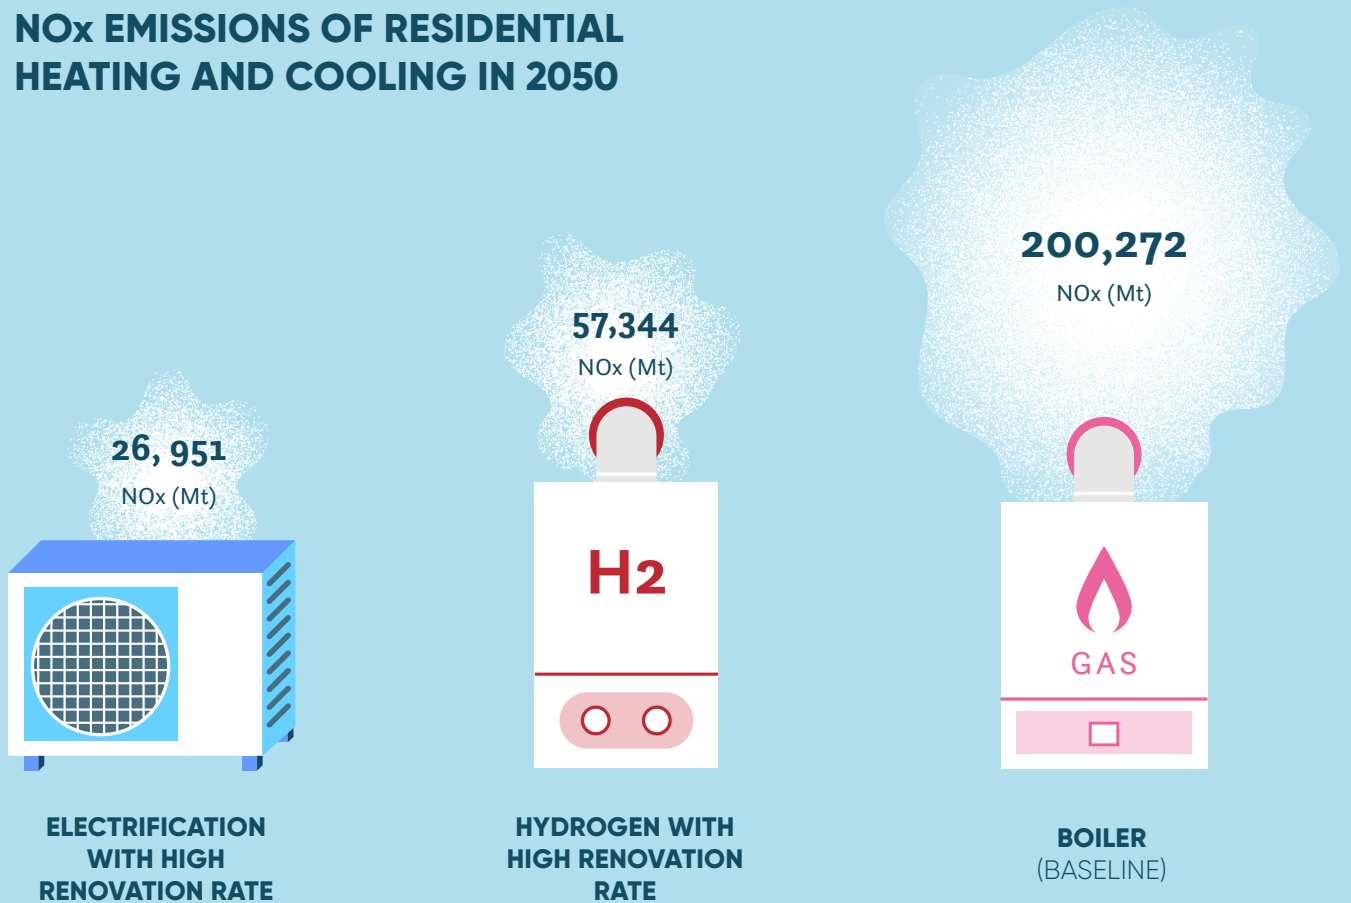 NOx EMISSIONS OF RESIDENTIAL
HEATING AND COOLING IN 2050
26, 951
NOx (Mt)
57,344
NOx (Mt)
200,272
NOx (Mt)
H2
GAS
ELECTRIFICATION
WITH HIGH
RENOVATION RATE
HYDROGEN WITH
HIGH RENOVATION
RATE
BOILER
(BASELINE)